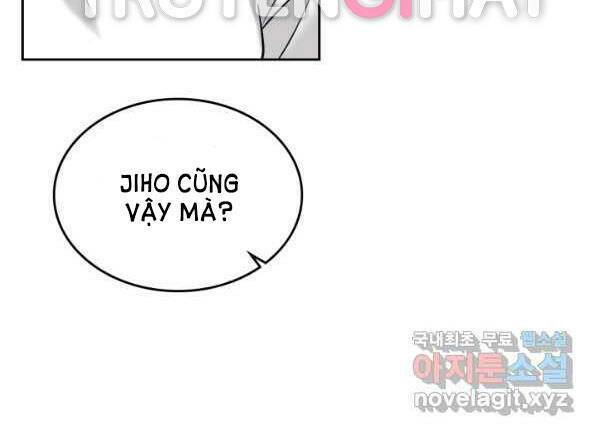 TRUYENGIHAY
JIHO CŨNG
VẬY MÀ?
국내최초 무료 웹소설
아지툰소설
novelagit.xyz